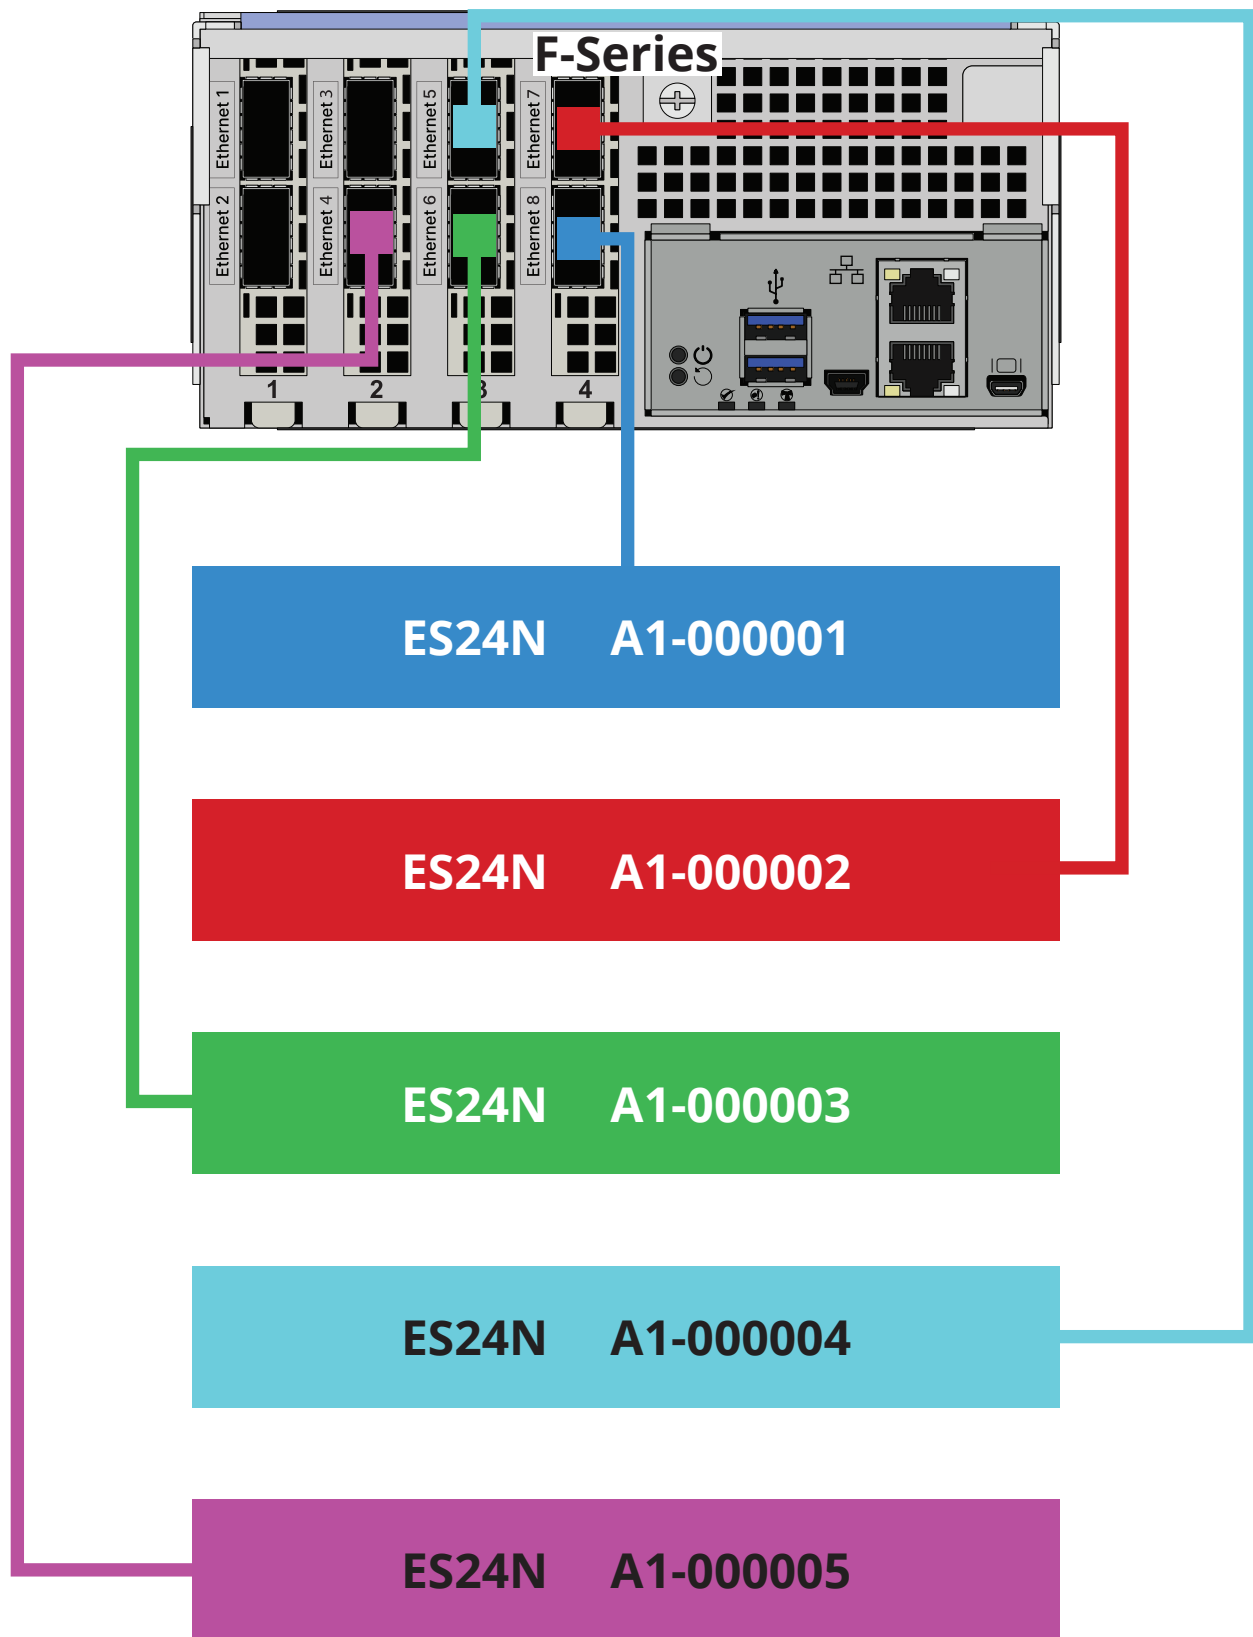 F-Series
Ethernet 1
Ethernet 3
Ethernet 5
Ethernet 7
Ethernet 2
Ethernet 4
Ethernet 6
Ethernet 8
1 2 3 4
ES24N A1-000001
ES24N A1-000002
ES24N A1-000003
ES24N A1-000004
ES24N A1-000005